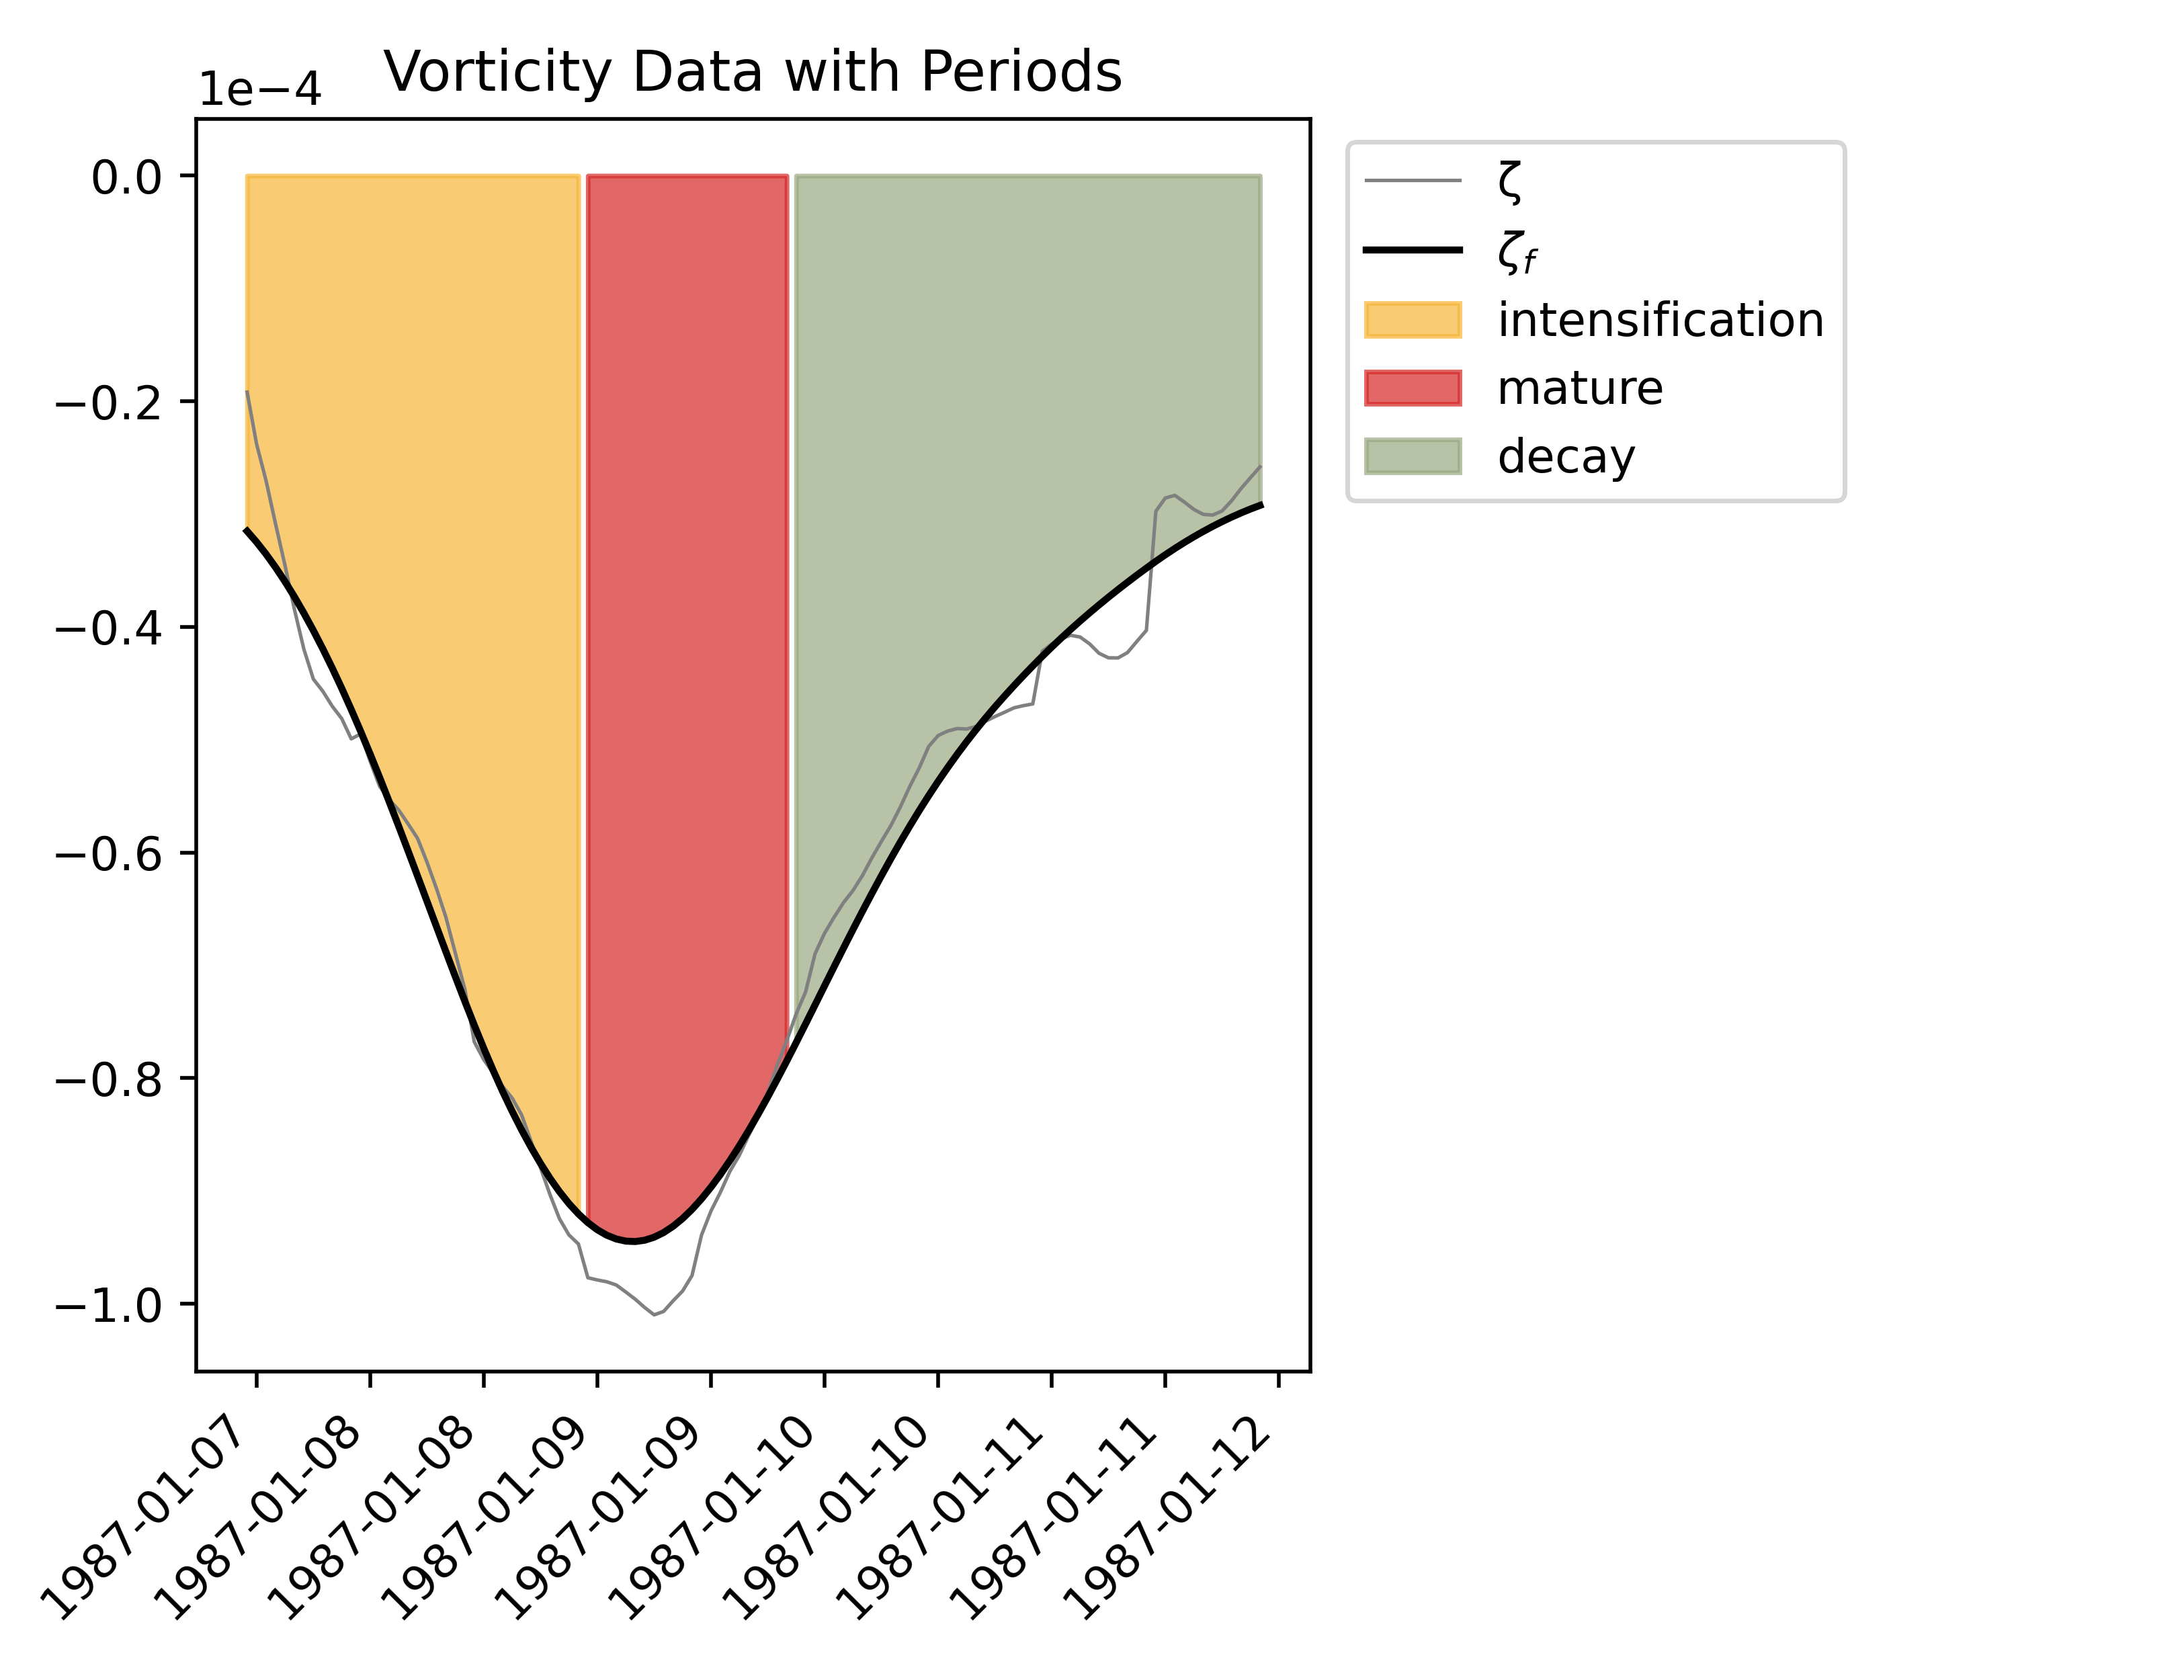 Vorticity Data with Periods
1e−4
0.0
−0.2
−0.4
−0.6
−0.8
−1.0
1987-01-07
1987-01-08
1987-01-08
1987-01-09
1987-01-09
1987-01-10
1987-01-10
1987-01-11
1987-01-11
1987-01-12
ζ
ζf
intensification
mature
decay